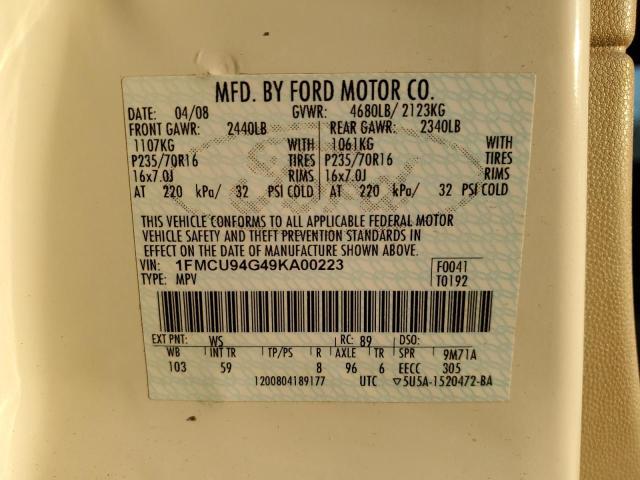 MFD. BY FORD MOTOR CO.
DATE: 04/08 GVWR: 4680LB/ 2123KG
FRONT GAWR: 2440LB REAR GAWR: 2340LB
1107KG WITH 1061KG WITH
P235/70R16 TIRES P235/70R16 TIRES
16x7.0J RIMS 16x7.0J RIMS
AT 220 kPa/ 32 PSI COLD AT 220 kPa/ 32 PSI COLD
THIS VEHICLE CONFORMS TO ALL APPLICABLE FEDERAL MOTOR
VEHICLE SAFETY AND THEFT PREVENTION STANDARDS IN
EFFECT ON THE DATE OF MANUFACTURE SHOWN ABOVE.
VIN: 1FMCU94G49KA00223 F0041
TYPE: MPV T0192
EXT PNT: WS RC: 89 DSO:
WB INT TR TP/PS R AXLE TR SPR 9M71A
103 59 8 96 6 EECC 305
1200804189177 UTC ▽5U5A-1520472-BA